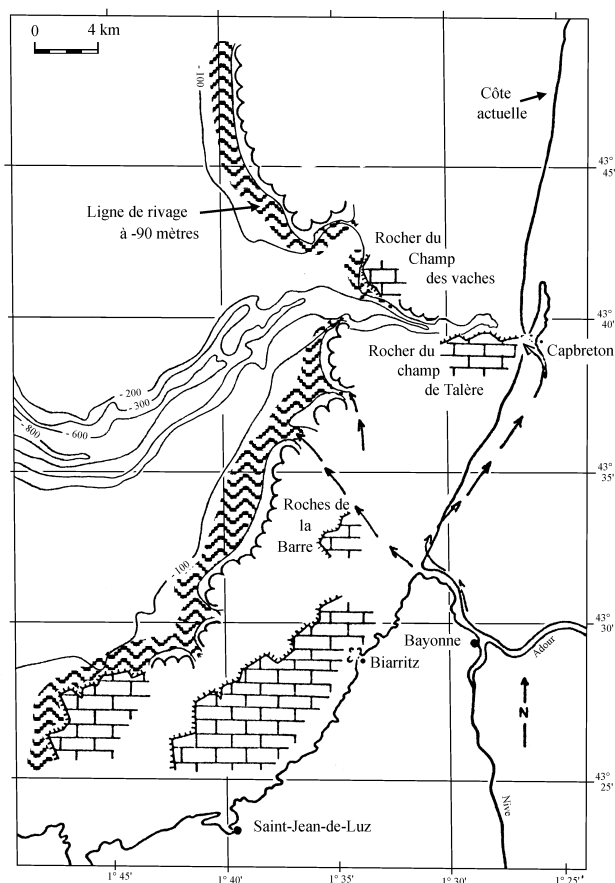 0 4 km
- 100
Côte
actuelle
43°
45'
Ligne de rivage
à -90 mètres
Rocher du
Champ
des vaches
43°
40'
Capbreton
Rocher du
champ
de Talère
- 200
- 300
- 600
- 800
43°
35'
Roches de
la
Barre
- 100
43°
30'
Bayonne
Adour
Biarritz
N
43°
25'
Nive
Saint-Jean-de-Luz
1° 45' 1° 40' 1° 35' 1° 30' 1° 25'